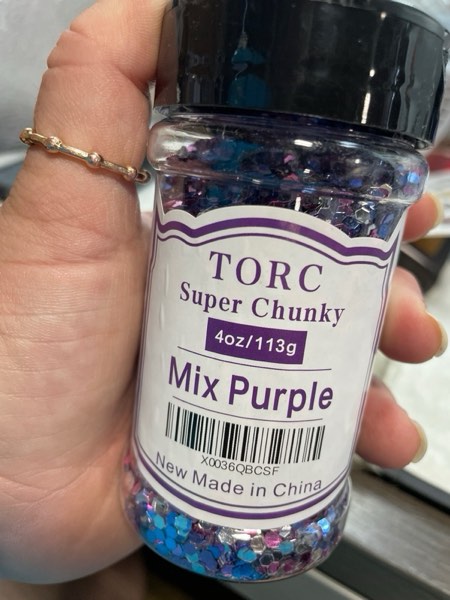 TORC
Super Chunky
4oz/113g
Mix Purple
X0036QBCSF
New Made in China